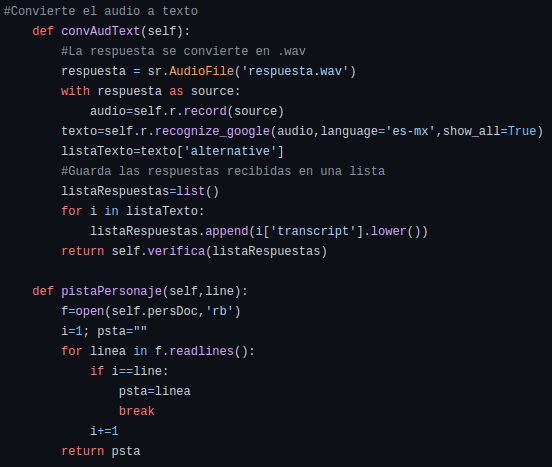 #Convierte el audio a texto
    def convAudText(self):
        #La respuesta se convierte en .wav
        respuesta = sr.AudioFile('respuesta.wav')
        with respuesta as source:
            audio=self.r.record(source)
        texto=self.r.recognize_google(audio,language='es-mx',show_all=True)
        listaTexto=texto['alternative']
        #Guarda las respuestas recibidas en una lista
        listaRespuestas=list()
        for i in listaTexto:
            listaRespuestas.append(i['transcript'].lower())
        return self.verifica(listaRespuestas)

    def pistaPersonaje(self,line):
        f=open(self.persDoc,'rb')
        i=1; psta=""
        for linea in f.readlines():
            if i==line:
                psta=linea
                break
            i+=1
        return psta